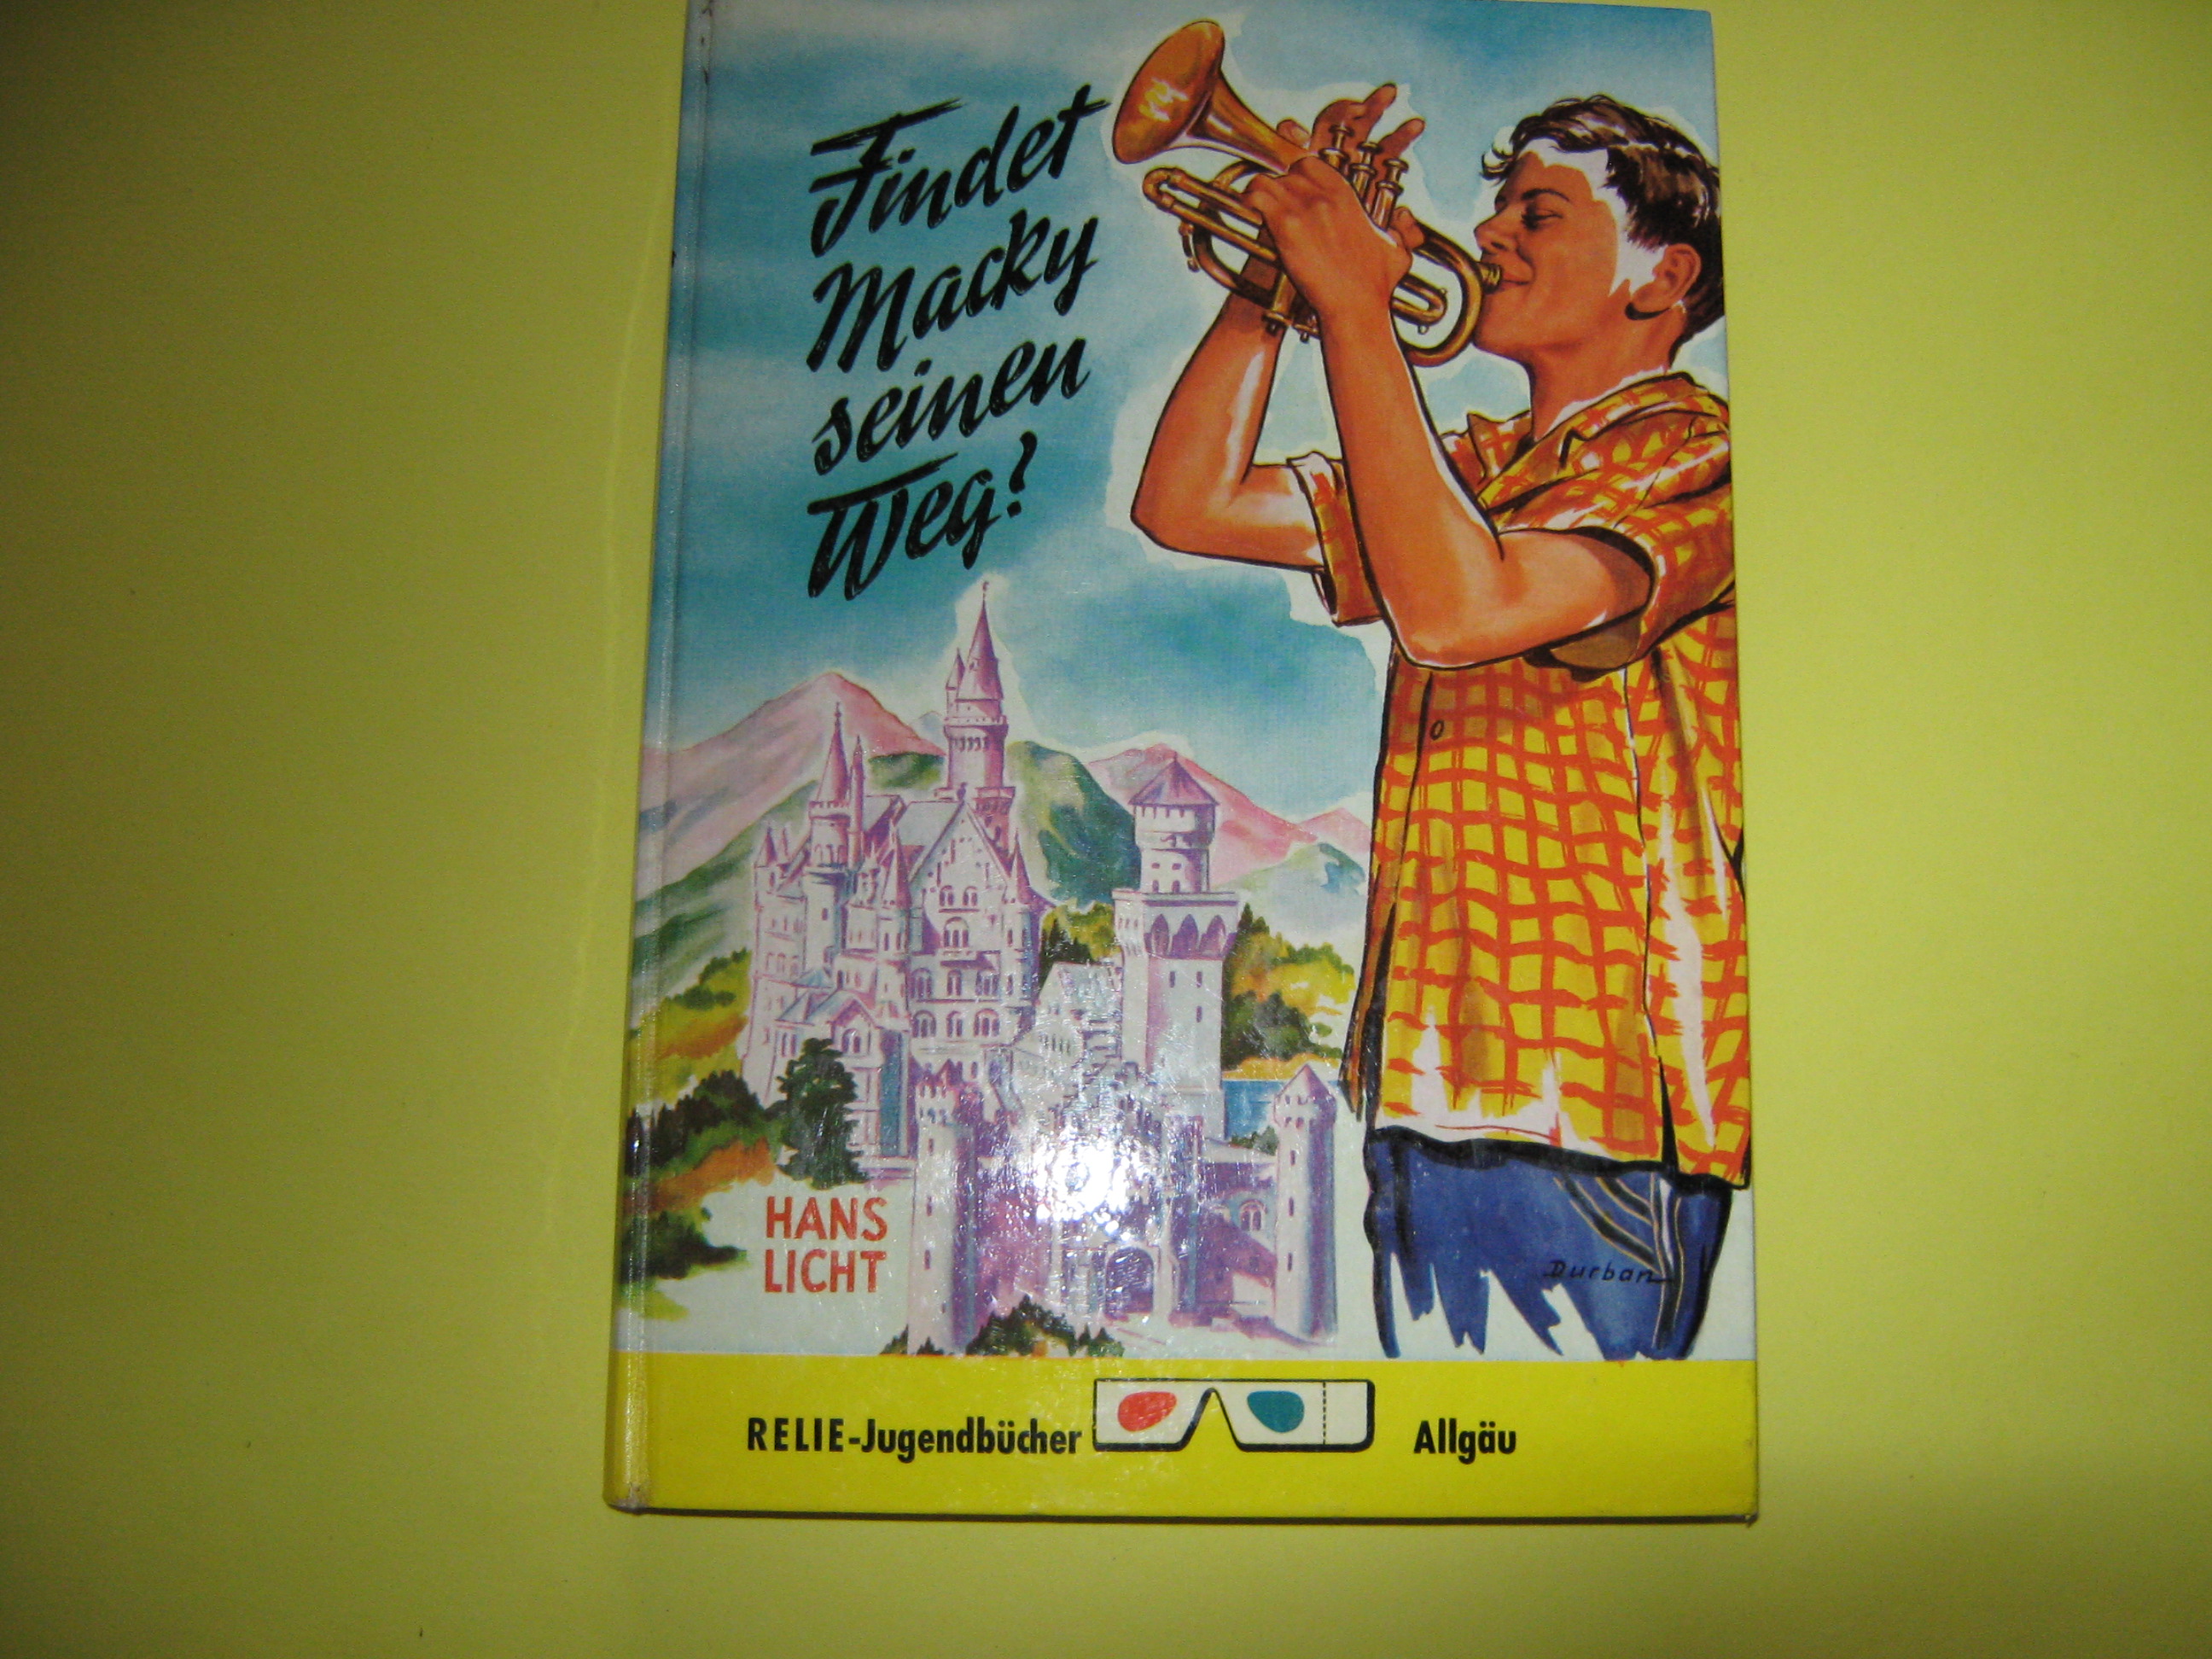 Findet
Macky
seinen
Weg?
HANS
LICHT
Durban
RELIE-Jugendbücher Allgäu